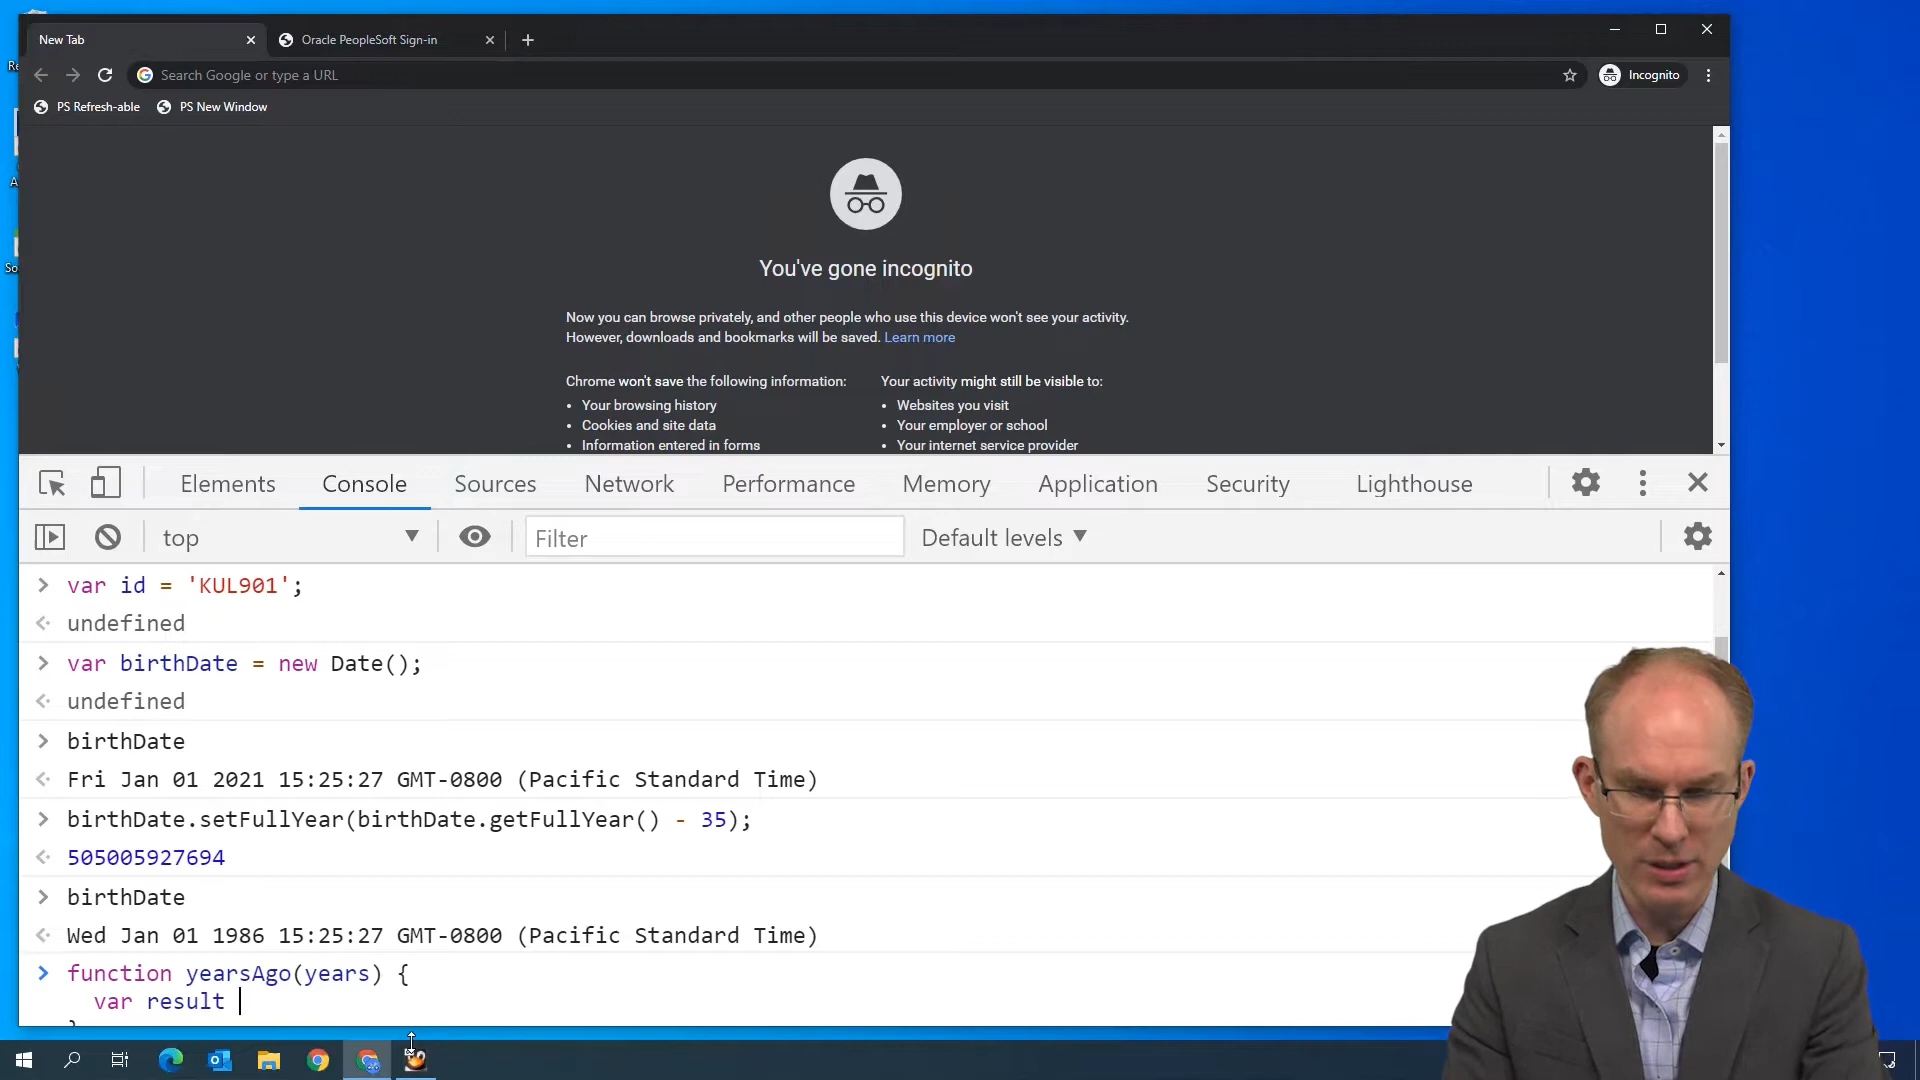 New Tab
Oracle PeopleSoft Sign-in
Search Google or type a URL
Incognito
PS Refresh-able
PS New Window
You've gone incognito
Now you can browse privately, and other people who use this device won't see your activity.
However, downloads and bookmarks will be saved. Learn more
Chrome won't save the following information:
Your browsing history
Cookies and site data
Information entered in forms
Your activity might still be visible to:
Websites you visit
Your employer or school
Your internet service provider
Elements Console Sources Network Performance Memory Application Security Lighthouse
top Filter Default levels
> var id = 'KUL901';
undefined
> var birthDate = new Date();
undefined
> birthDate
Fri Jan 01 2021 15:25:27 GMT-0800 (Pacific Standard Time)
> birthDate.setFullYear(birthDate.getFullYear() - 35);
505005927694
> birthDate
Wed Jan 01 1986 15:25:27 GMT-0800 (Pacific Standard Time)
> function yearsAgo(years) {
var result